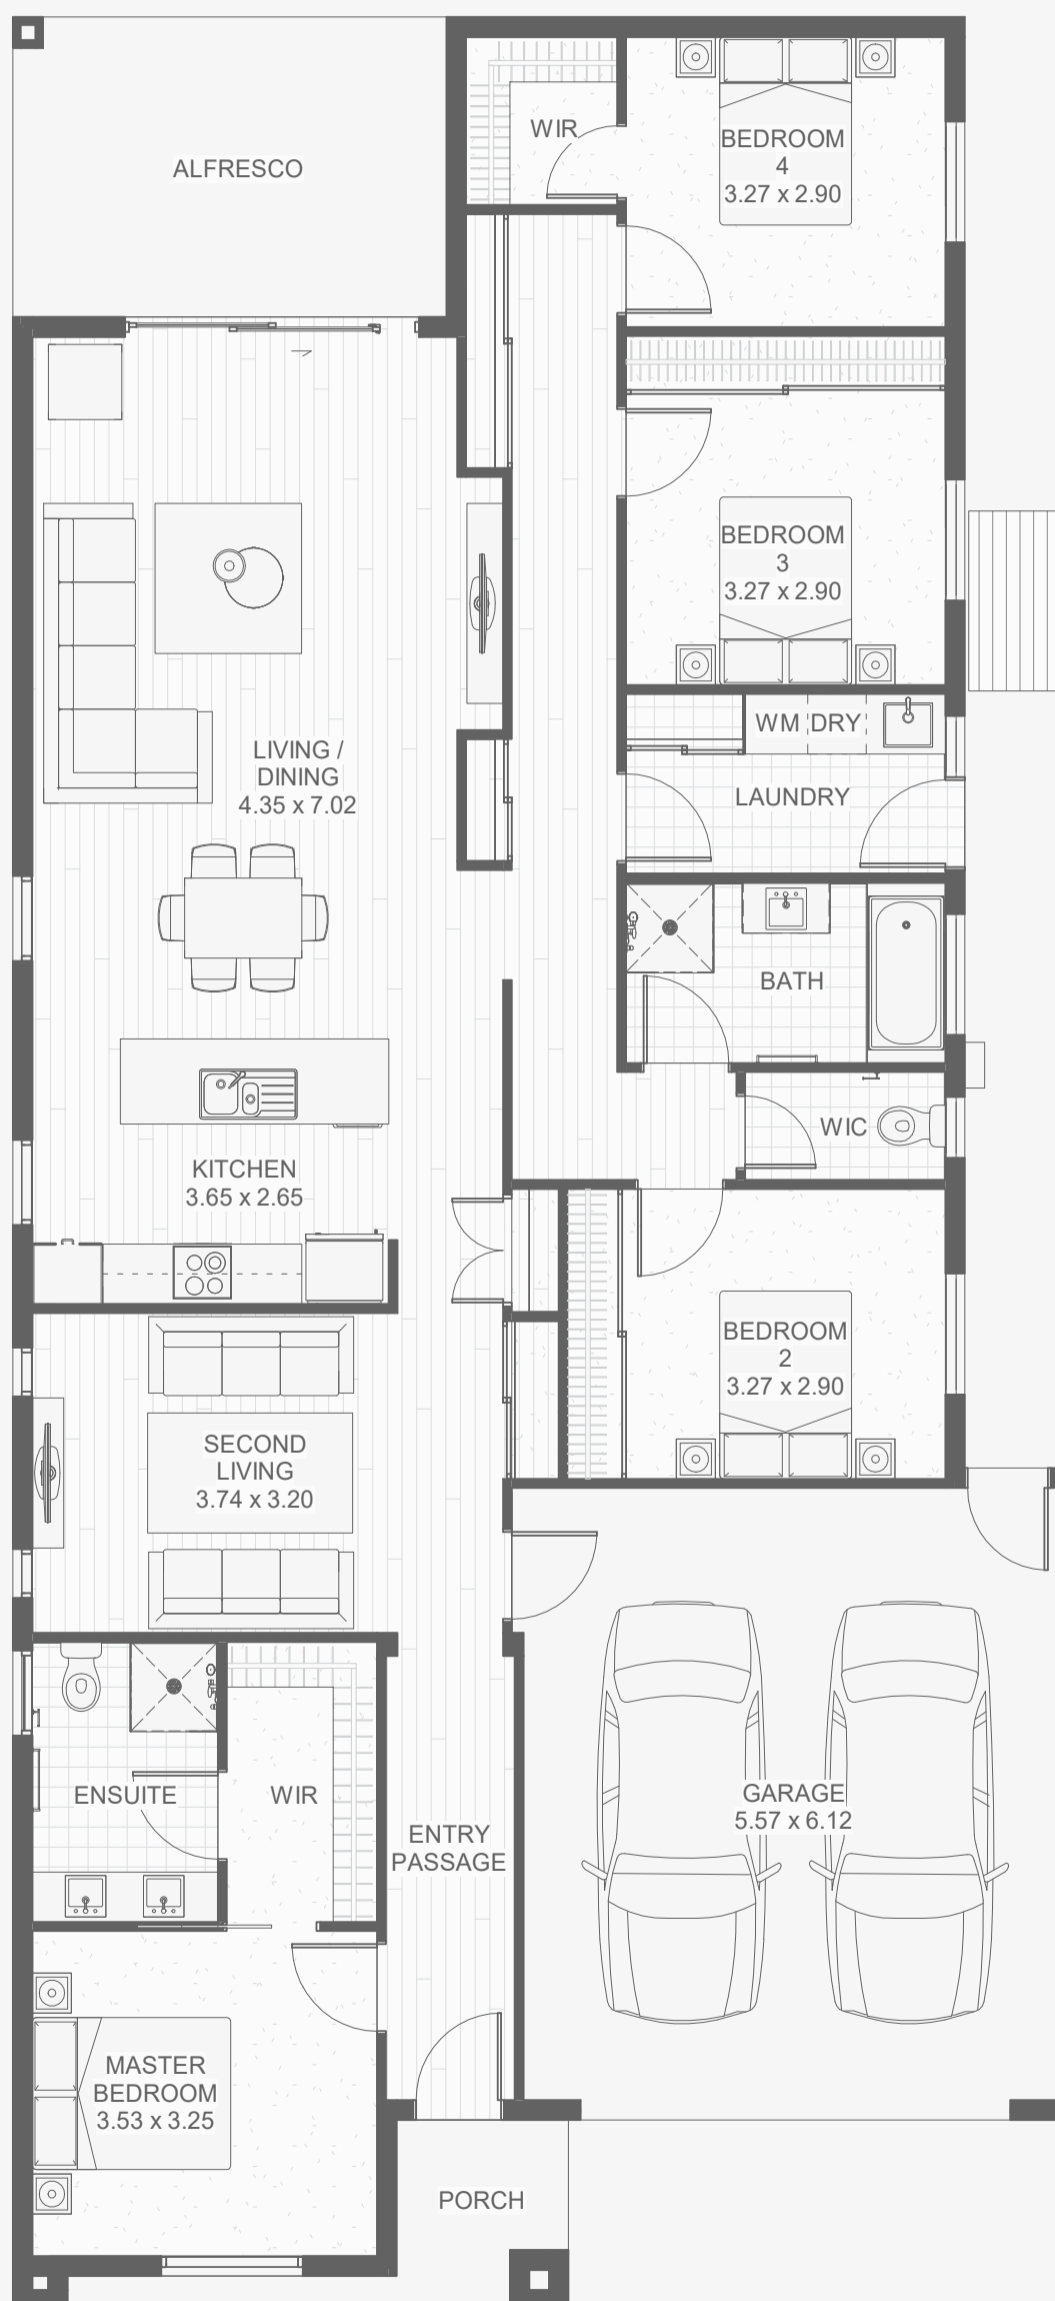 ALFRESCO
WIR
BEDROOM
4
3.27 x 2.90
BEDROOM
3
3.27 x 2.90
WM DRY
LAUNDRY
LIVING /
DINING
4.35 x 7.02
BATH
WIC
KITCHEN
3.65 x 2.65
BEDROOM
2
3.27 x 2.90
SECOND
LIVING
3.74 x 3.20
ENSUITE
WIR
GARAGE
5.57 x 6.12
ENTRY
PASSAGE
MASTER
BEDROOM
3.53 x 3.25
PORCH